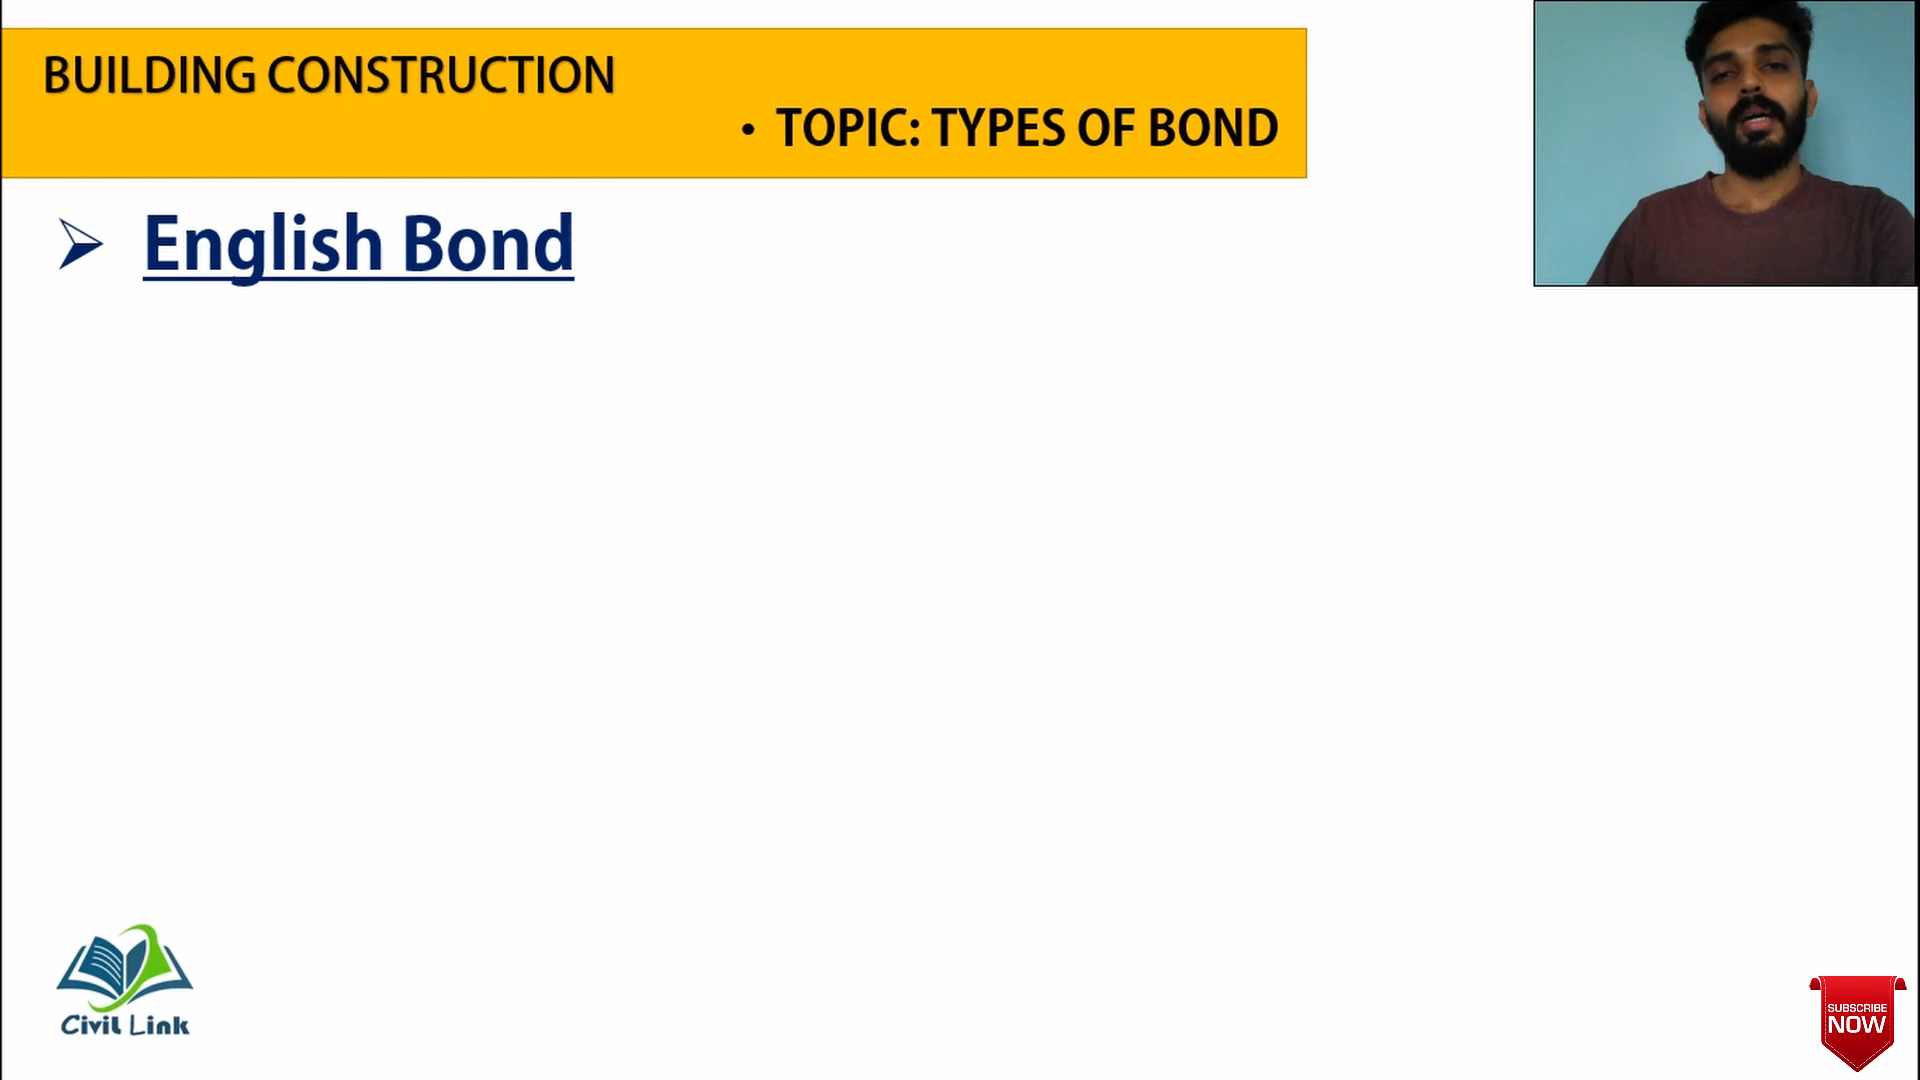 BUILDING CONSTRUCTION
• TOPIC: TYPES OF BOND
English Bond
Civil Link
SUBSCRIBE
NOW